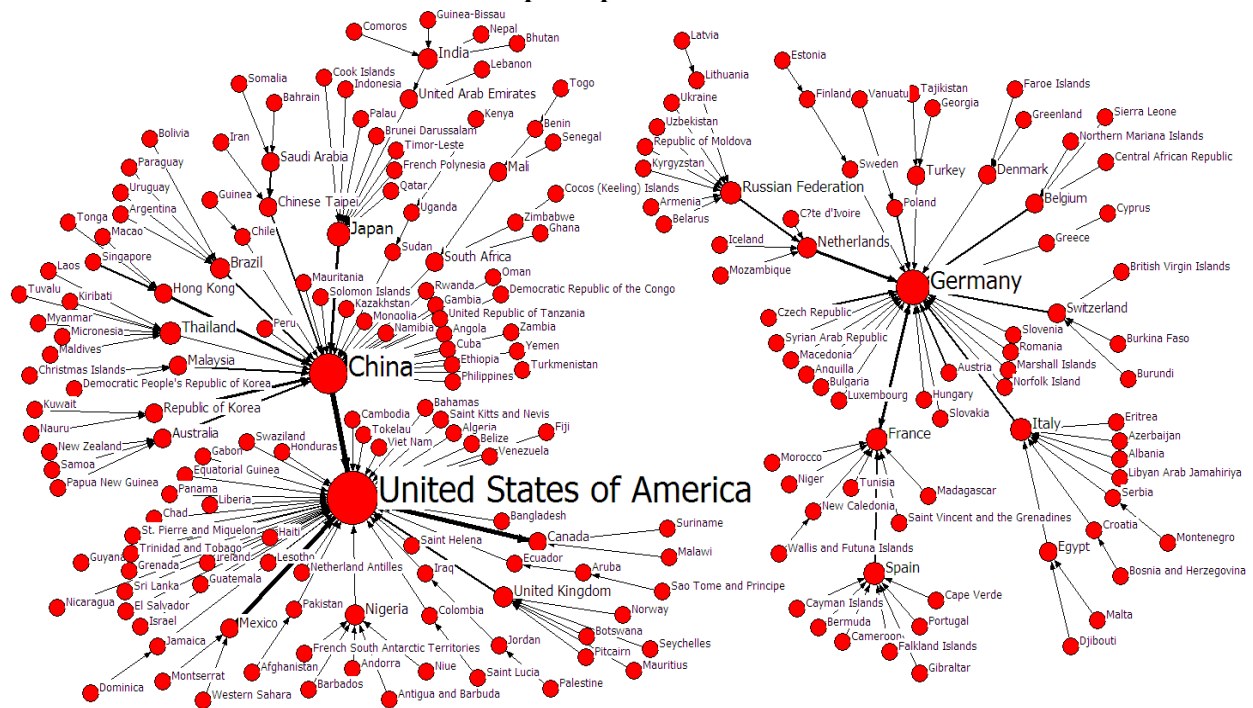 Guinea-Bissau
Comoros
Nepal
Bhutan
India
Latvia
Estonia
Lebanon
Cook Islands
Indonesia
Somalia
Togo
Lithuania
Tajikistan
Faroe Islands
United Arab Emirates
Finland
Vanuatu
Georgia
Bahrain
Ukraine
Sierra Leone
Palau
Kenya
Greenland
Uzbekistan
Benin
Bolivia
Iran
Brunei Darussalam
Senegal
Northern Mariana Islands
Republic of Moldova
Timor-Leste
Saudi Arabia
French Polynesia
Mali
Central African Republic
Paraguay
Kyrgyzstan
Sweden
Turkey
Denmark
Qatar
Cocos (Keeling) Islands
Russian Federation
Uruguay
Guinea
Chinese Taipei
Armenia
Poland
Belgium
Argentina
Uganda
Zimbabwe
C?te d'Ivoire
Cyprus
Tonga
Belarus
Ghana
Japan
Macao
Chile
Iceland
Netherlands
Greece
Sudan
Singapore
South Africa
Laos
Brazil
Oman
Mozambique
British Virgin Islands
Mauritania
Germany
Hong Kong
Rwanda
Democratic Republic of the Congo
Tuvalu
Solomon Islands
Kiribati
Gambia
Kazakhstan
Switzerland
Czech Republic
United Republic of Tanzania
Myanmar
Mongolia
Peru
Thailand
Namibia
Angola
Zambia
Slovenia
Micronesia
Syrian Arab Republic
Burkina Faso
Cuba
Yemen
Romania
Maldives
Macedonia
Malaysia
China
Ethiopia
Turkmenistan
Marshall Islands
Christmas Islands
Anguilla
Austria
Burundi
Democratic People's Republic of Korea
Philippines
Bulgaria
Norfolk Island
Luxembourg
Hungary
Kuwait
Republic of Korea
Bahamas
Slovakia
Cambodia
Saint Kitts and Nevis
Eritrea
Nauru
Tokelau
Algeria
Fiji
Australia
Swaziland
Viet Nam
Belize
France
Italy
Azerbaijan
New Zealand
Gabon
Honduras
Venezuela
Morocco
Albania
Samoa
Equatorial Guinea
Niger
Tunisia
Libyan Arab Jamahiriya
Papua New Guinea
Panama
United States of America
Madagascar
Serbia
Liberia
New Caledonia
Chad
Bangladesh
Saint Vincent and the Grenadines
Croatia
Suriname
St. Pierre and Miquelon
Haiti
Canada
Montenegro
Trinidad and Tobago
Saint Helena
Wallis and Futuna Islands
Egypt
Guyana
Ireland
Lesotho
Ecuador
Malawi
Grenada
Netherland Antilles
Iraq
Aruba
Spain
Bosnia and Herzegovina
Sri Lanka
Guatemala
Sao Tome and Principe
United Kingdom
Cape Verde
Nicaragua
El Salvador
Pakistan
Nigeria
Colombia
Norway
Cayman Islands
Israel
Bermuda
Portugal
Malta
Mexico
Botswana
Cameroon
Jamaica
Jordan
Seychelles
Falkland Islands
Djibouti
French South Antarctic Territories
Pitcairn
Afghanistan
Andorra
Niue
Mauritius
Gibraltar
Montserrat
Saint Lucia
Dominica
Barbados
Palestine
Western Sahara
Antigua and Barbuda